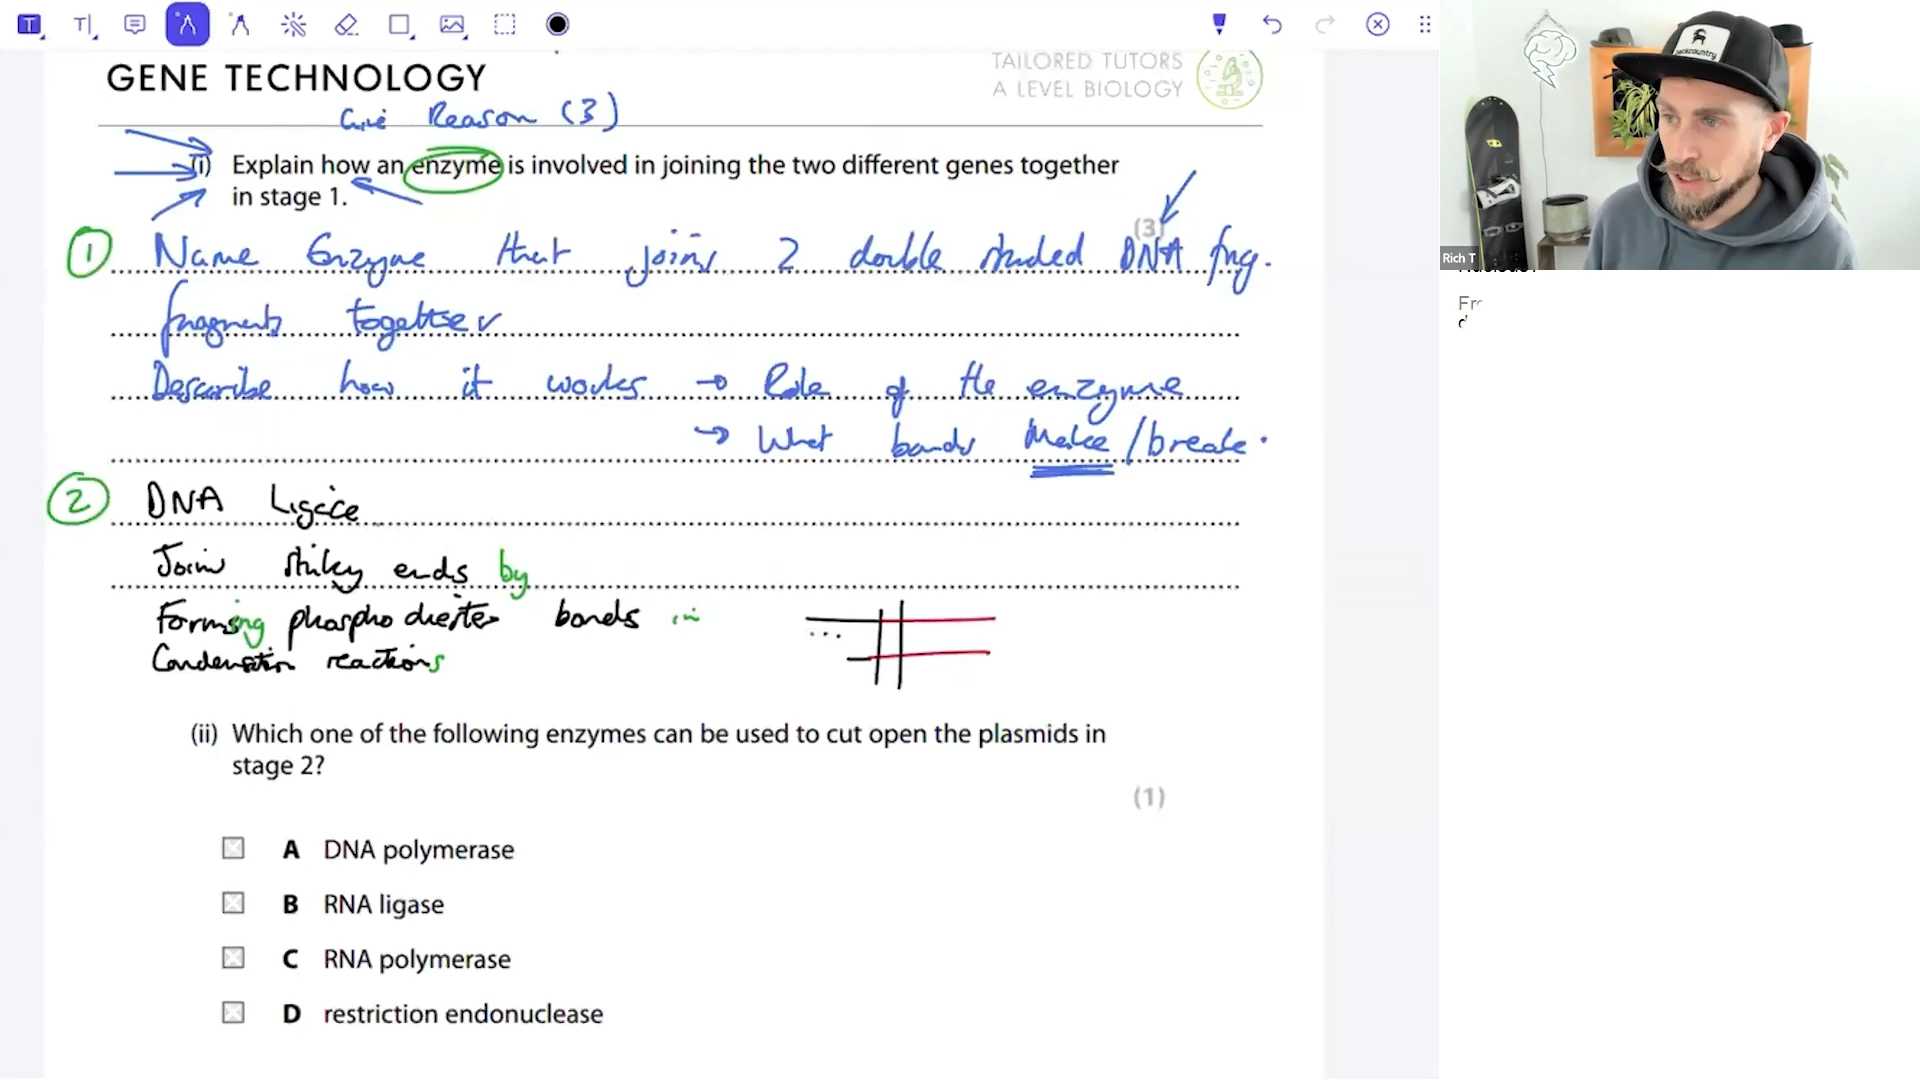 GENE TECHNOLOGY
TAILORED TUTORS
A LEVEL BIOLOGY
Give Reason (3)
(i) Explain how an enzyme is involved in joining the two different genes together
in stage 1.
(3)
1 Name Enzyme that joins 2 double stranded DNA frag.
fragments together
Describe how it works → Role of the enzyme
→ What bonds Make/break.
2 DNA Ligace
Join sticky ends by
Forming phosphodiester bonds in
Condensation reactions
(ii) Which one of the following enzymes can be used to cut open the plasmids in
stage 2?
(1)
A DNA polymerase
B RNA ligase
C RNA polymerase
D restriction endonuclease
backcountry
Rich T